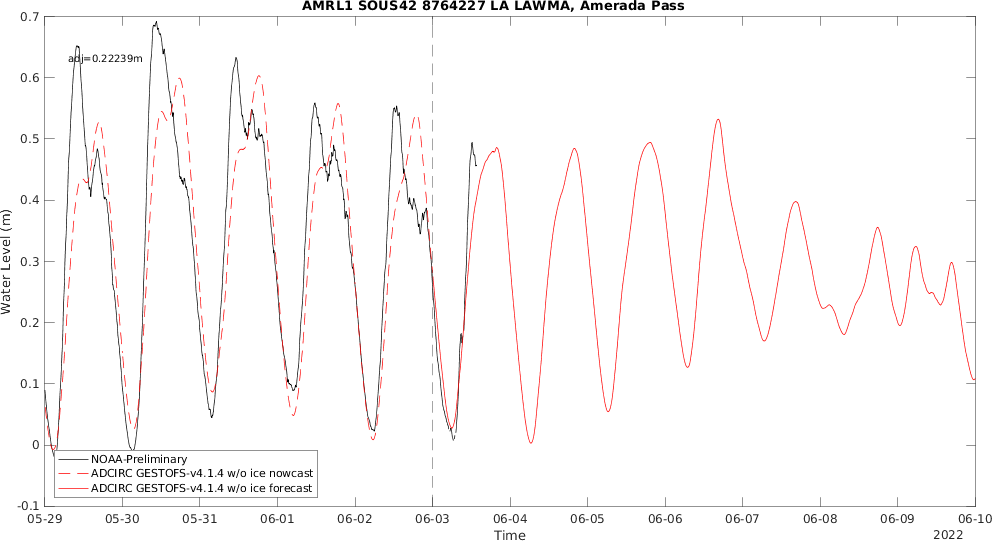 AMRL1 SOUS42 8764227 LA LAWMA, Amerada Pass
0.7
0.6
0.5
0.4
0.3
0.2
0.1
0
-0.1
Water Level (m)
adj=0.22239m
NOAA-Preliminary
ADCIRC GESTOFS-v4.1.4 w/o ice nowcast
ADCIRC GESTOFS-v4.1.4 w/o ice forecast
05-29 05-30 05-31 06-01 06-02 06-03 06-04 06-05 06-06 06-07 06-08 06-09 06-10
Time
2022